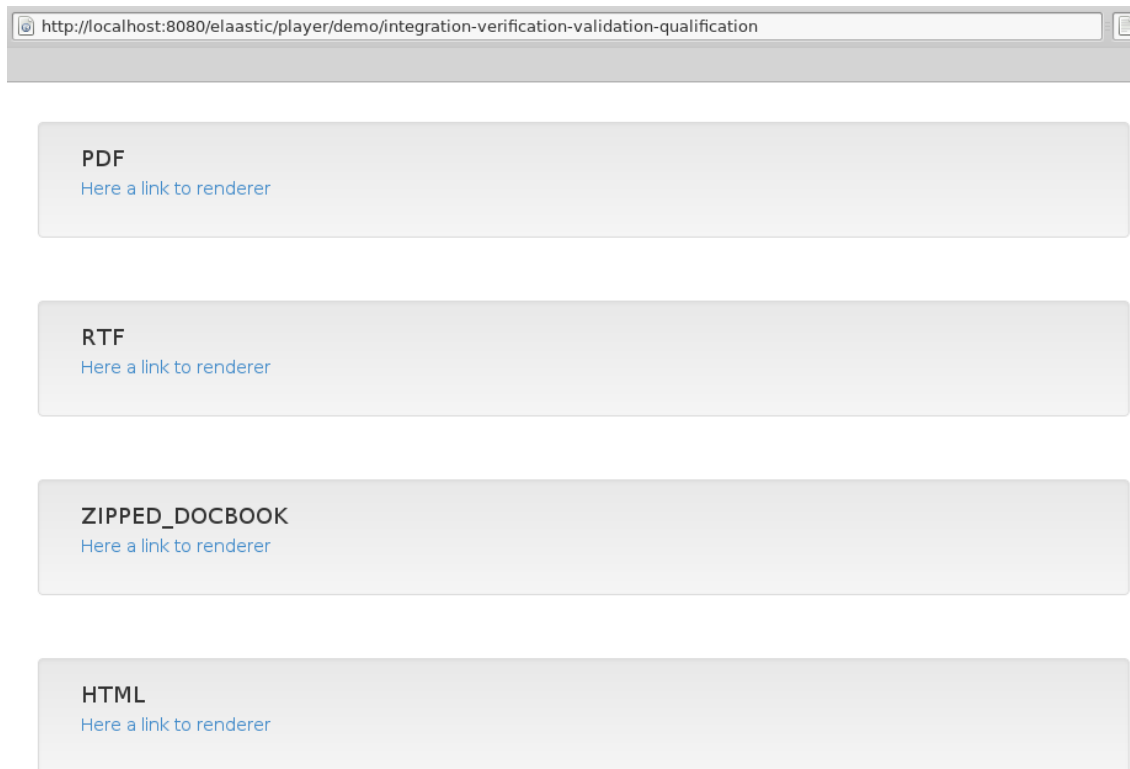 http://localhost:8080/elaastic/player/demo/integration-verification-validation-qualification
PDF
Here a link to renderer
RTF
Here a link to renderer
ZIPPED_DOCBOOK
Here a link to renderer
HTML
Here a link to renderer